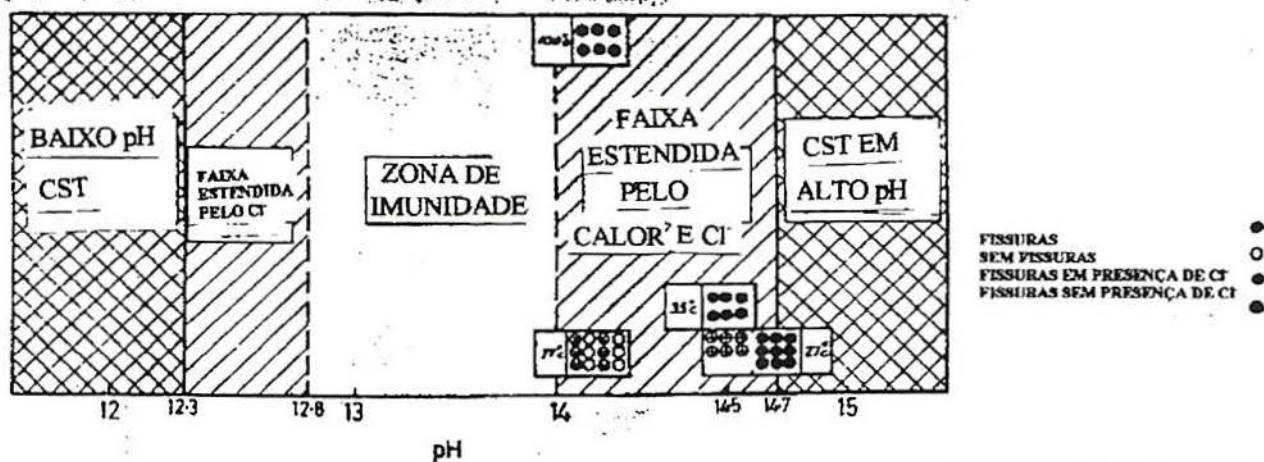 BAIXO pH
CST
FAIXA
ESTENDIDA
PELO Cl⁻
ZONA DE
IMUNIDADE
FAIXA
ESTENDIDA
PELO
CALOR⁷ E Cl⁻
CST EM
ALTO pH
35°c
FISSURAS
SEM FISSURAS
FISSURAS EM PRESENÇA DE Cl⁻
FISSURAS SEM PRESENÇA DE Cl⁻
12
12·3
12·8
13
14
14·5
14·7
15
pH